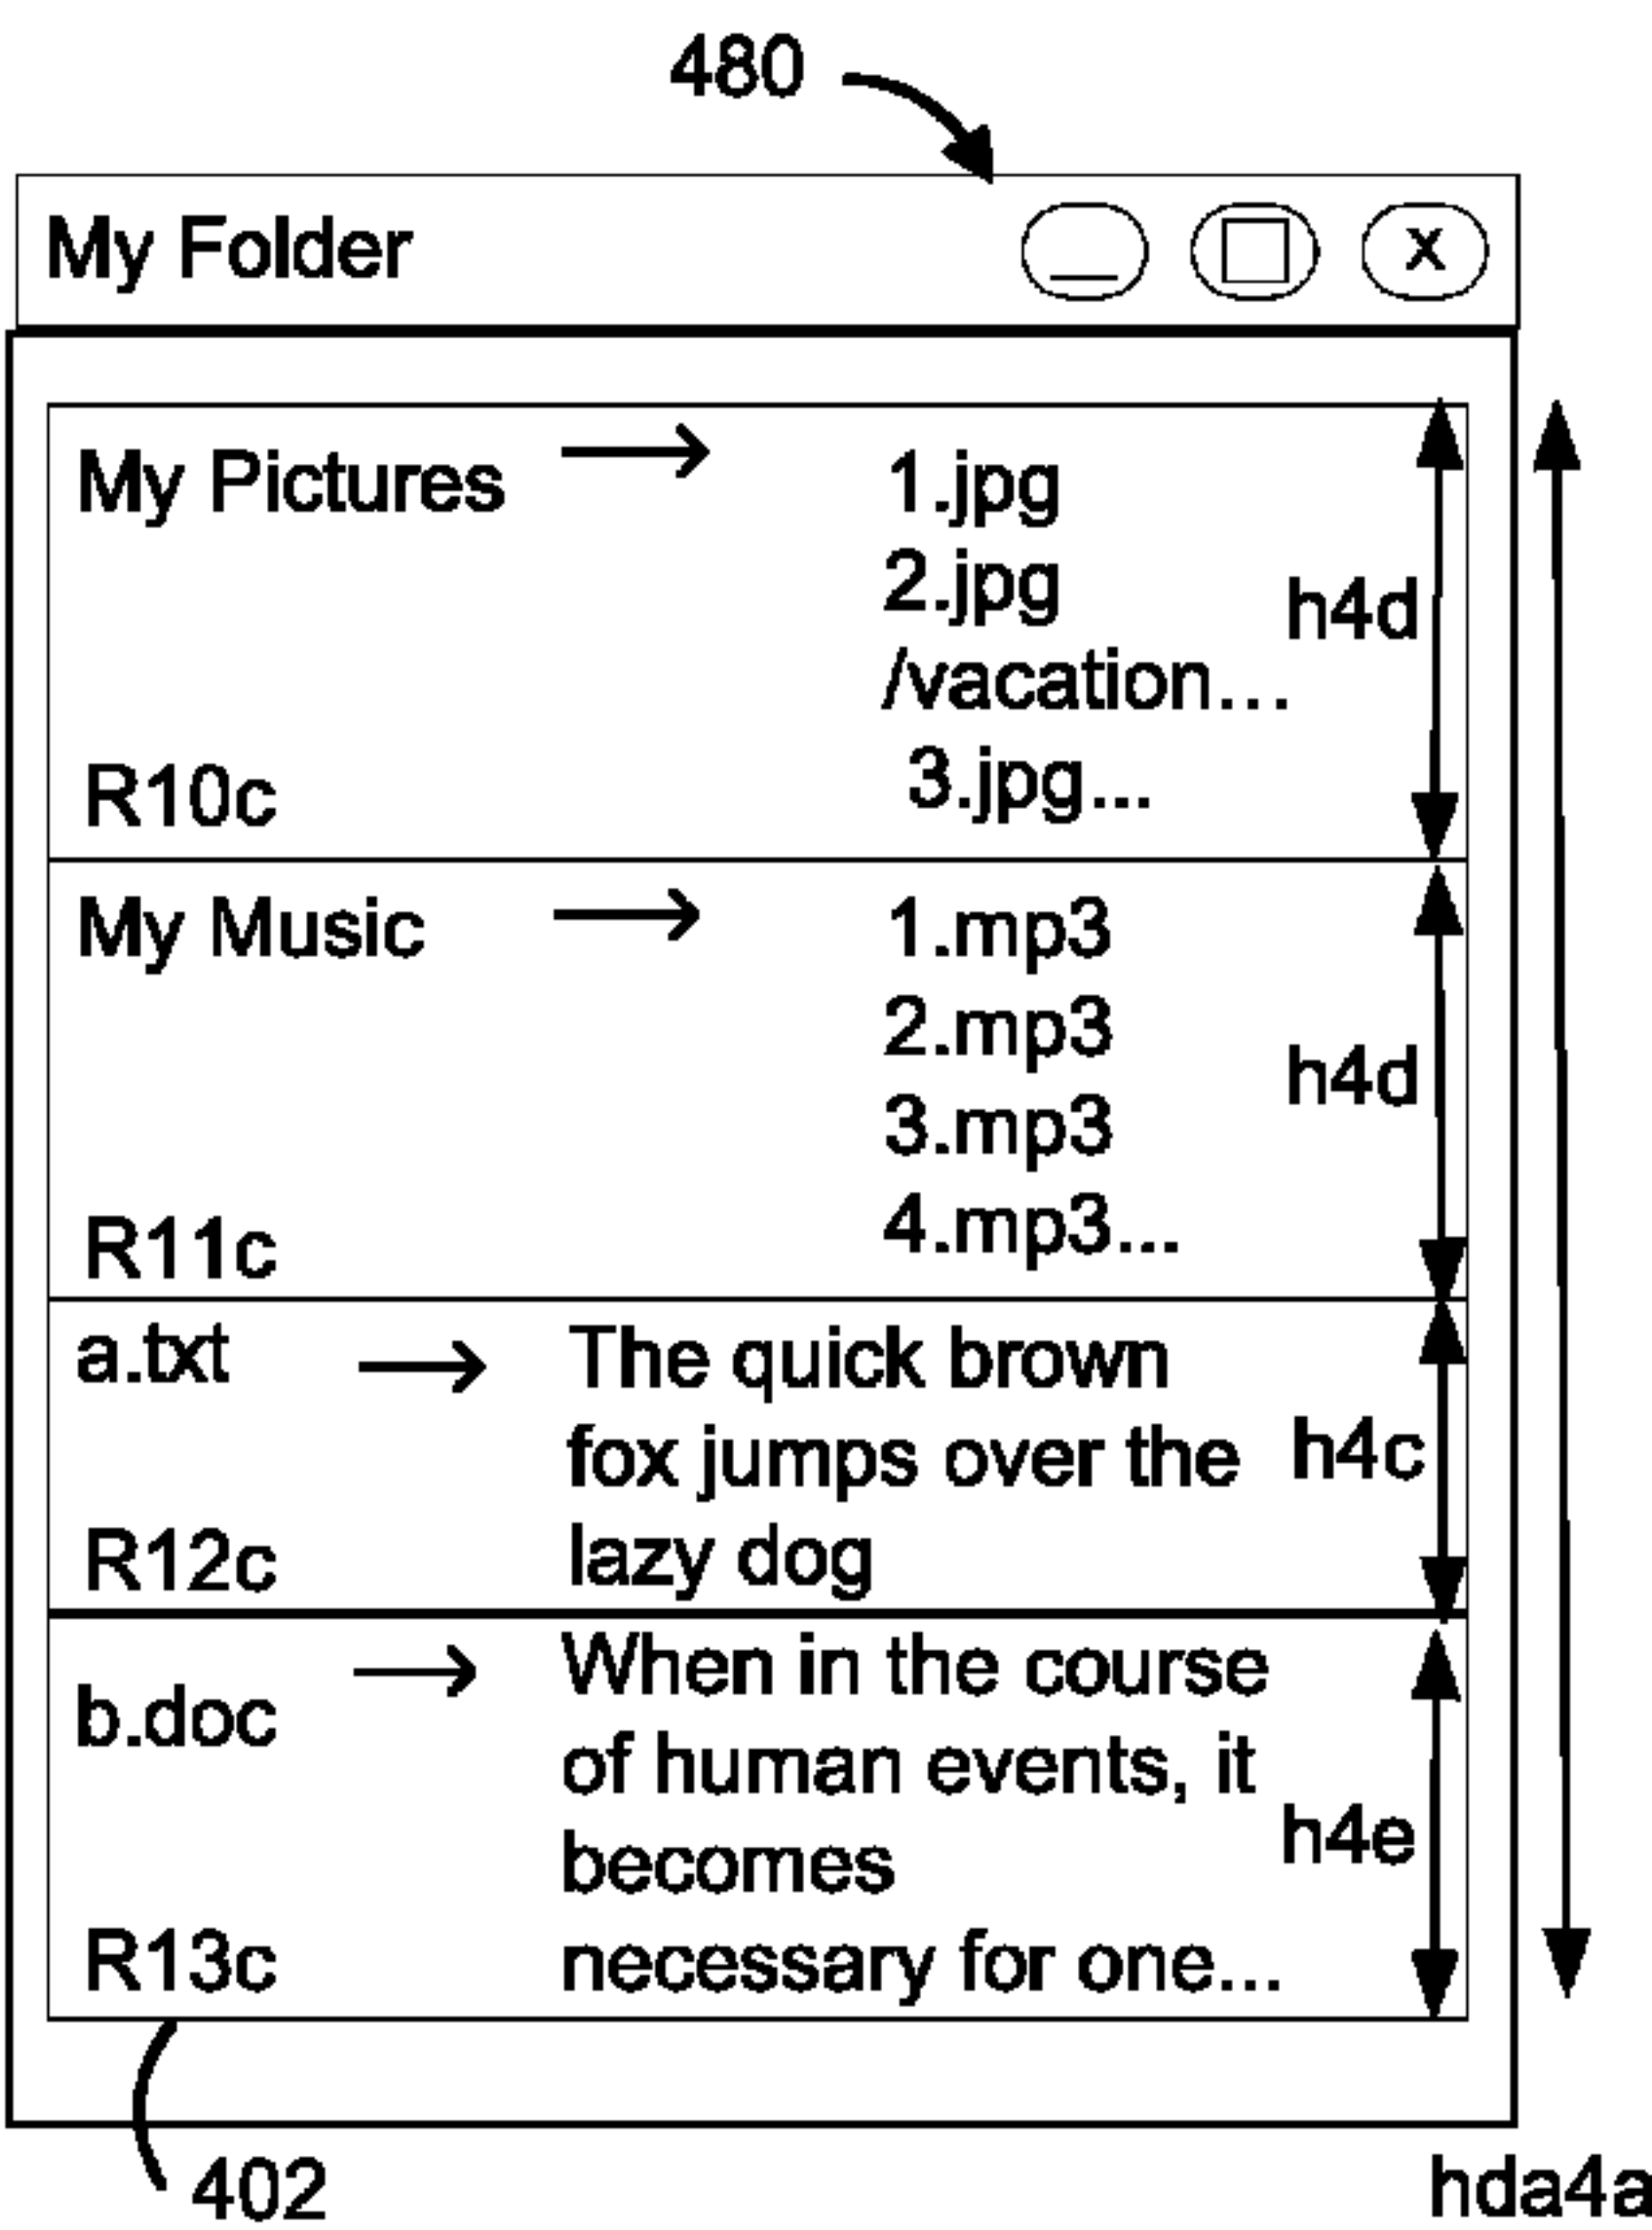 480
My Folder
x
My Pictures → 1.jpg
2.jpg
h4d
/vacation...
R10c 3.jpg...
My Music → 1.mp3
2.mp3
h4d
3.mp3
R11c 4.mp3...
a.txt → The quick brown
fox jumps over the h4c
R12c lazy dog
b.doc → When in the course
of human events, it
becomes h4e
R13c necessary for one...
402
hda4a